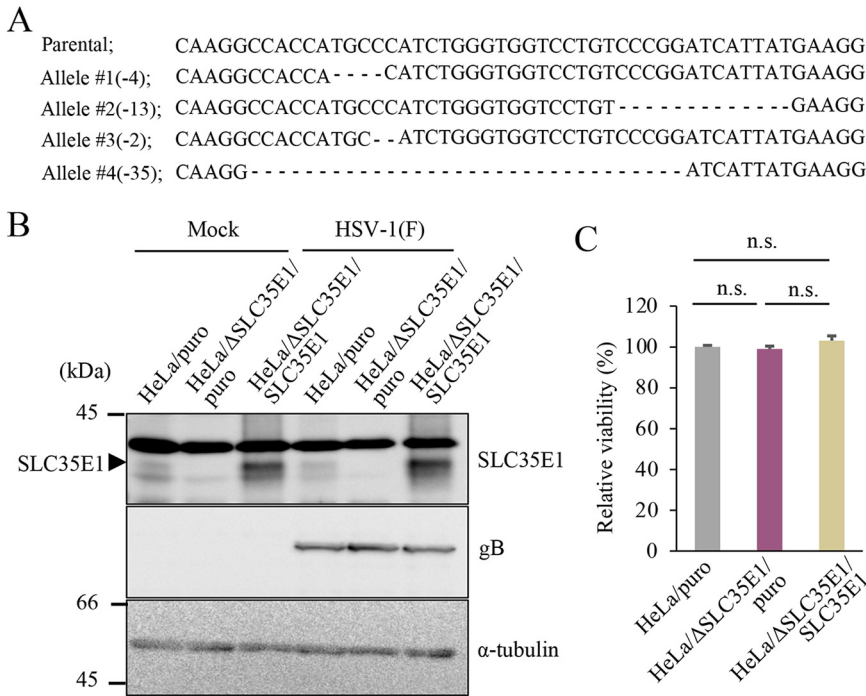 A
Parental; CAAGGCCACCATGCCCATCTGGGTGGTCCTGTCCCGGATCATTATGAAGG
Allele #1(-4); CAAGGCCACCA----CATCTGGGTGGTCCTGTCCCGGATCATTATGAAGG
Allele #2(-13); CAAGGCCACCATGCCCATCTGGGTGGTCCTGT-------------GAAGG
Allele #3(-2); CAAGGCCACCATGC--ATCTGGGTGGTCCTGTCCCGGATCATTATGAAGG
Allele #4(-35); CAAGG--------------------------------ATCATTATGAAGG
B
Mock HSV-1(F)
HeLa/puro
HeLa/ΔSLC35E1/
puro
HeLa/ΔSLC35E1/
SLC35E1
HeLa/puro
HeLa/ΔSLC35E1/
puro
HeLa/ΔSLC35E1/
SLC35E1
(kDa)
45
SLC35E1 SLC35E1
gB
66
α-tubulin
45
C
n.s.
n.s. n.s.
Relative viability (%)
120
100
80
60
40
20
0
HeLa/puro
HeLa/ΔSLC35E1/
puro
HeLa/ΔSLC35E1/
SLC35E1